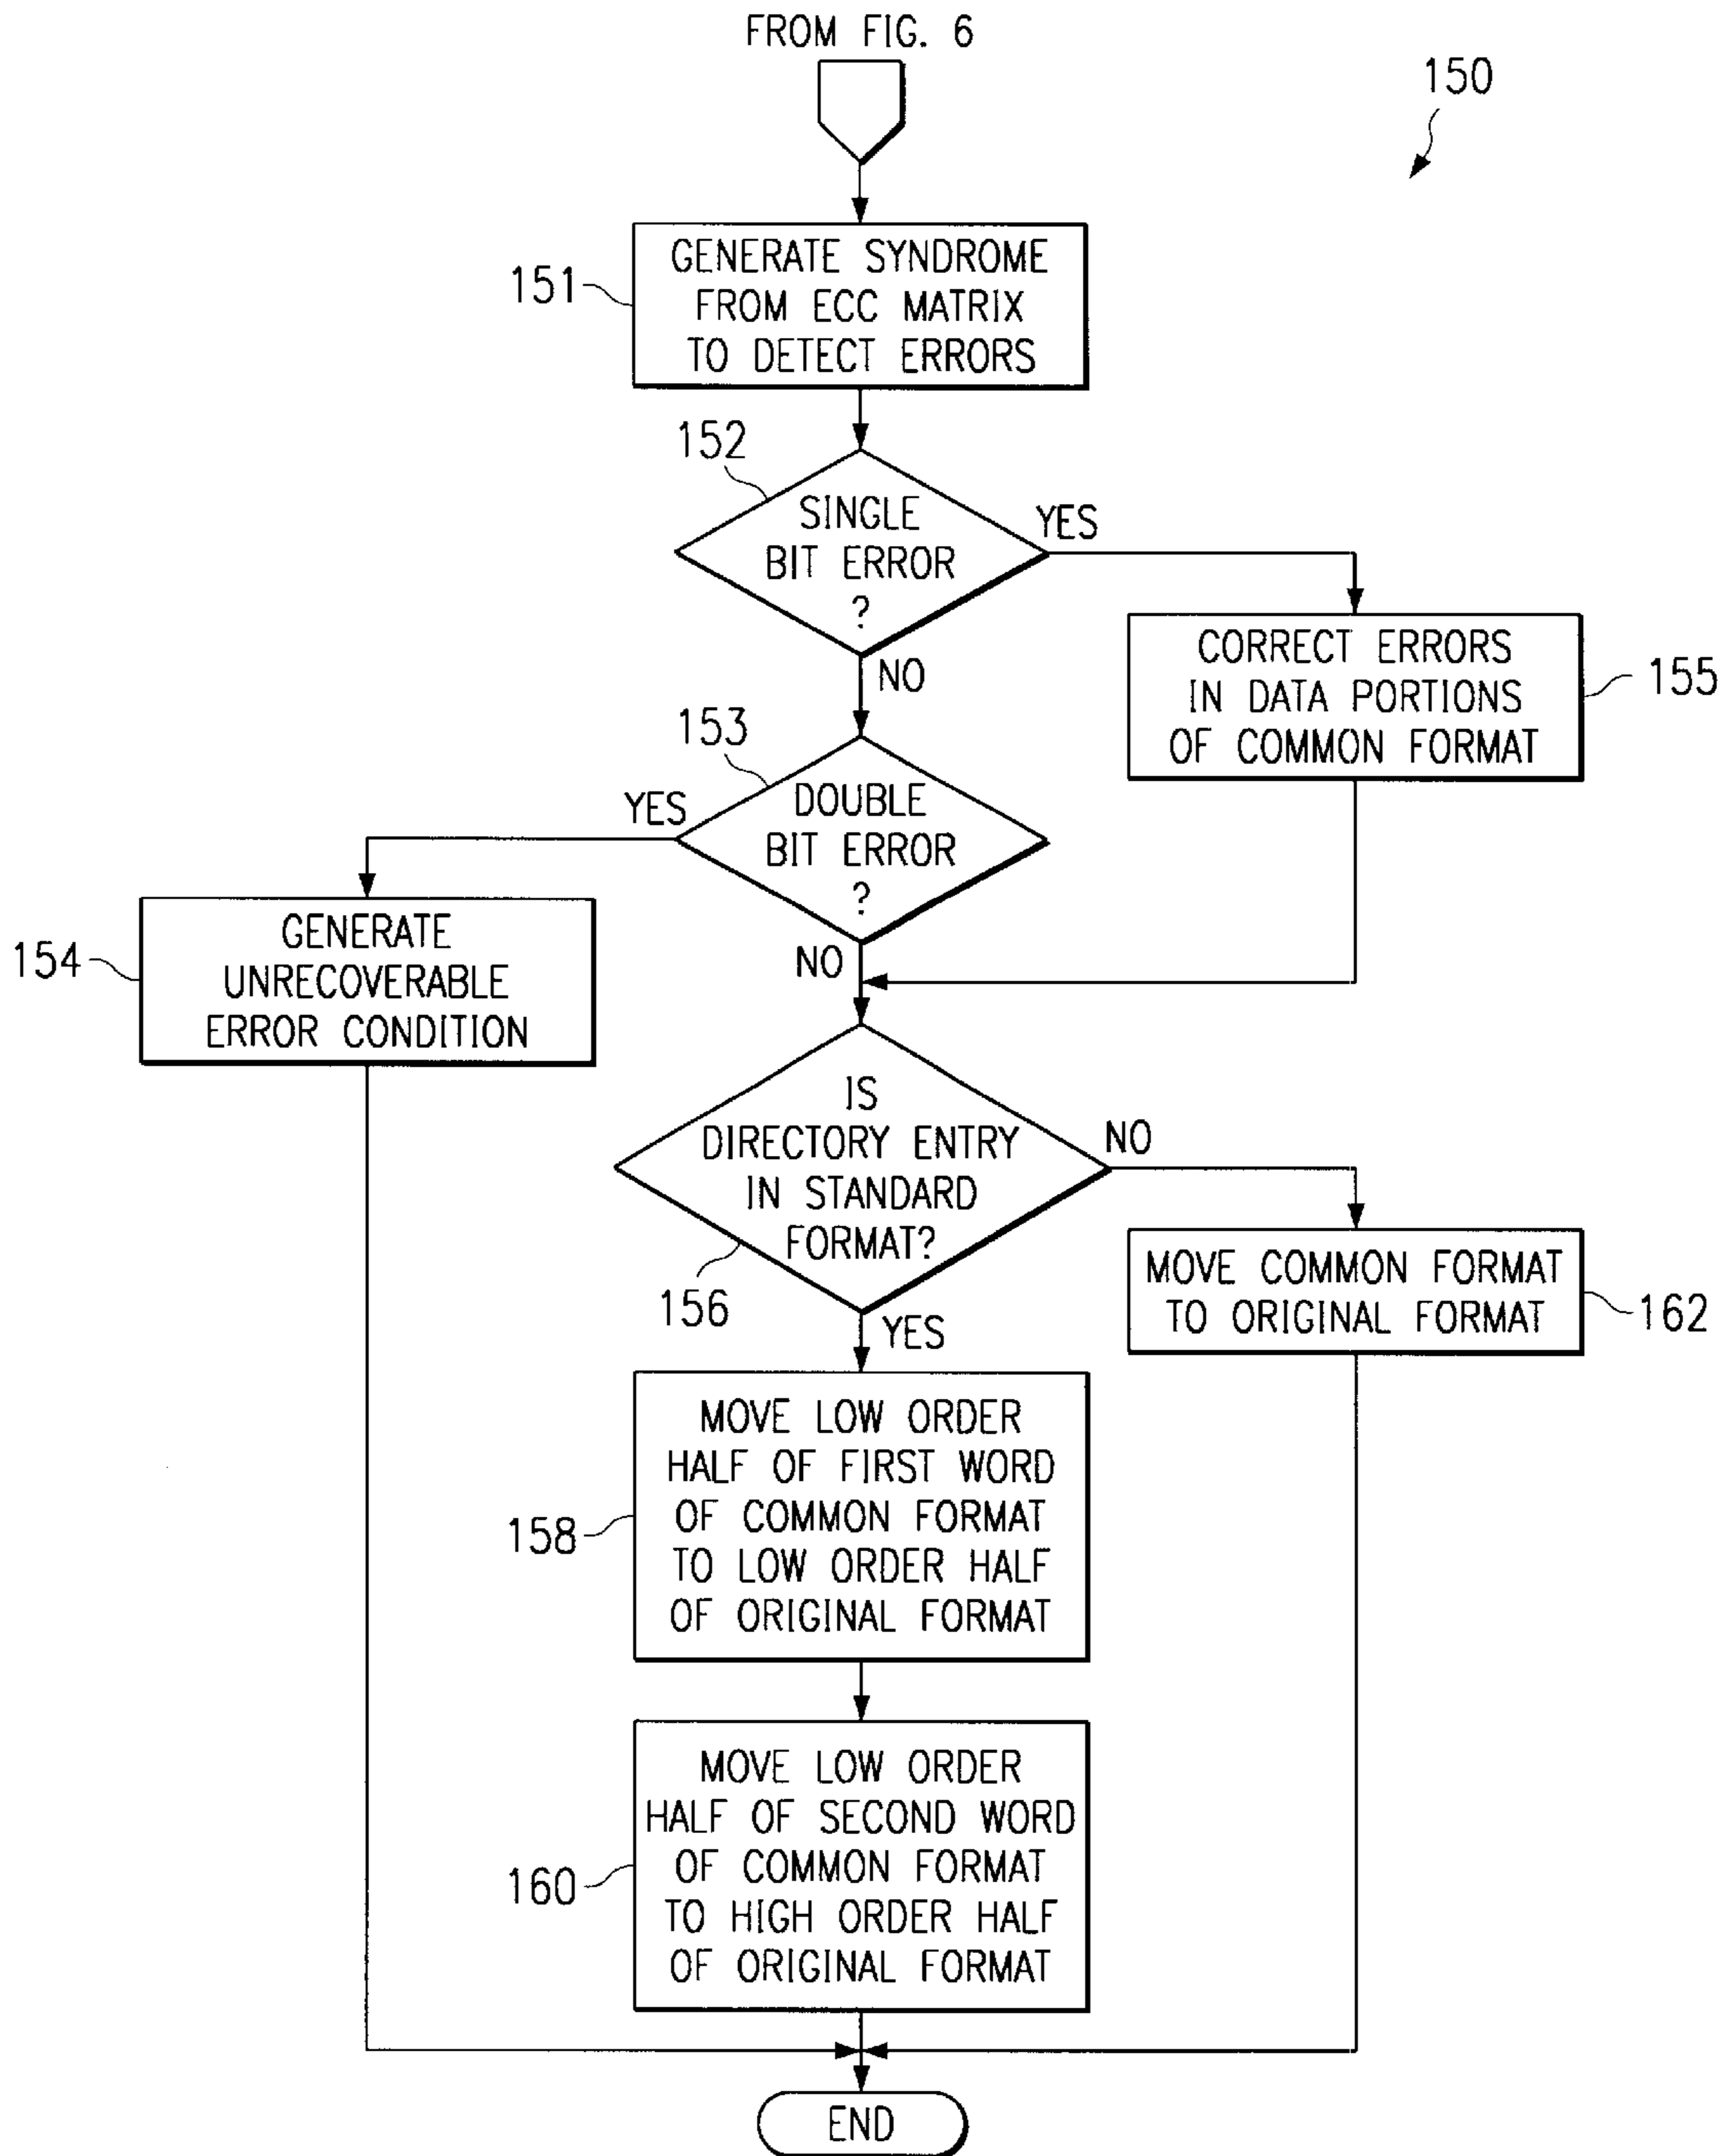 FROM FIG. 6
150
151
GENERATE SYNDROME
FROM ECC MATRIX
TO DETECT ERRORS
152
SINGLE
BIT ERROR
?
YES
NO
155
CORRECT ERRORS
IN DATA PORTIONS
OF COMMON FORMAT
153
DOUBLE
BIT ERROR
?
YES
NO
154
GENERATE
UNRECOVERABLE
ERROR CONDITION
IS
DIRECTORY ENTRY
IN STANDARD
FORMAT?
156
NO
YES
MOVE COMMON FORMAT
TO ORIGINAL FORMAT
162
158
MOVE LOW ORDER
HALF OF FIRST WORD
OF COMMON FORMAT
TO LOW ORDER HALF
OF ORIGINAL FORMAT
160
MOVE LOW ORDER
HALF OF SECOND WORD
OF COMMON FORMAT
TO HIGH ORDER HALF
OF ORIGINAL FORMAT
END